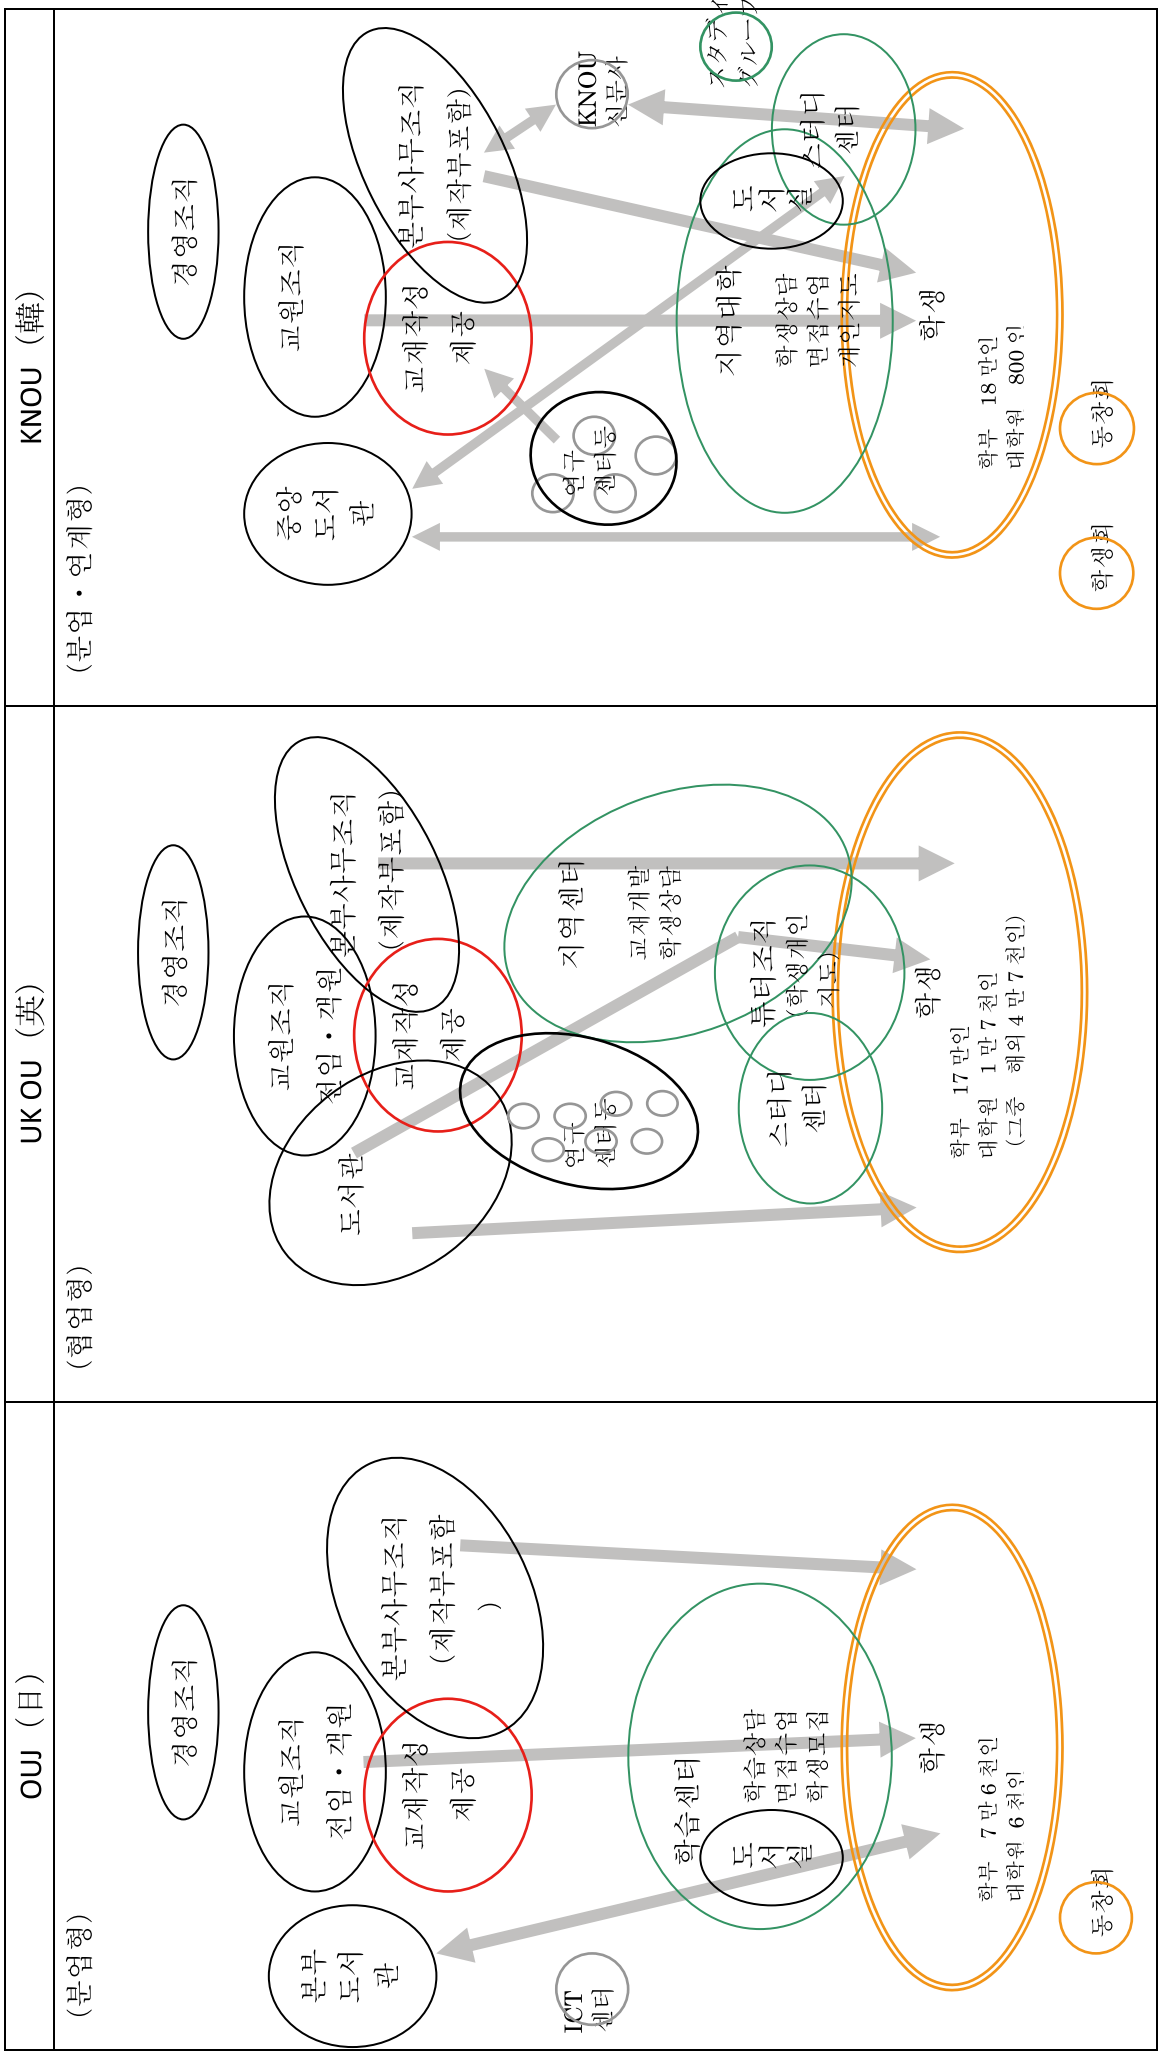 OUJ（日）
(분업형)
경영조직
교원조직
전임・객원
본부사무조직
(제작부포함
)
교재작성
제공
본부
도서
관
ICT
센터
학습센터
학습상담
면접수업
학생모집
도
서
실
학생
학부 7만6천인
대학원 6천인
동창회
UK OU（英）
(협업형)
경영조직
교원조직
전임・객원
본부사무조직
(제작부포함)
교재작성
제공
도서관
연구
센터등
지역센터
교재개발
학생상담
튜터조직
(학생개인
지도)
스터디
센터
학생
학부 17만인
대학원 1만7천인
(그중 해외4만7천인)
KNOU（韓）
(분업・연계형)
경영조직
교원조직
본부사무조직
(제작부포함)
교재작성
제공
중앙
도서
관
KNOU
신문사
연구
센터등
スタディ
グループ
지역대학
학생상담
면접수업
개인지도
도
서
실
스터디
센터
학생
학부 18만인
대학원 800인
학생회
동창회